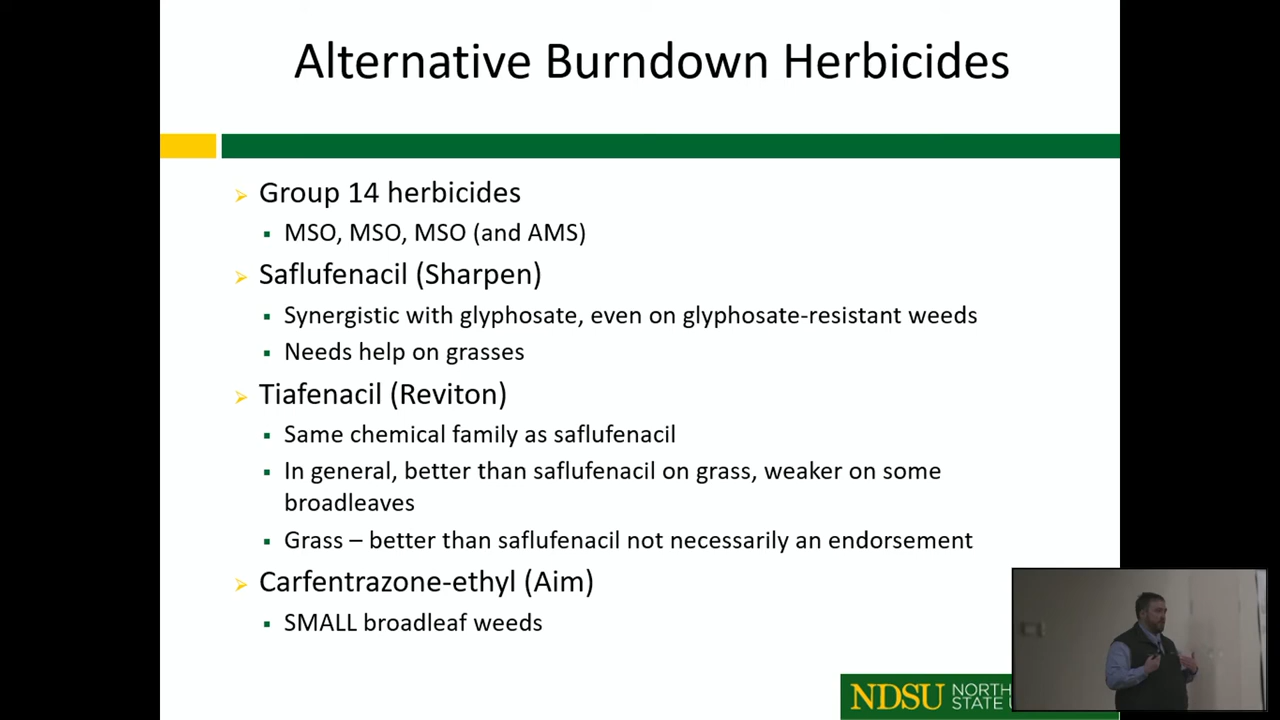 Alternative Burndown Herbicides
Group 14 herbicides
MSO, MSO, MSO (and AMS)
Saflufenacil (Sharpen)
Synergistic with glyphosate, even on glyphosate-resistant weeds
Needs help on grasses
Tiafenacil (Reviton)
Same chemical family as saflufenacil
In general, better than saflufenacil on grass, weaker on some
broadleaves
Grass – better than saflufenacil not necessarily an endorsement
Carfentrazone-ethyl (Aim)
SMALL broadleaf weeds
NDSU
NORTH
STATE